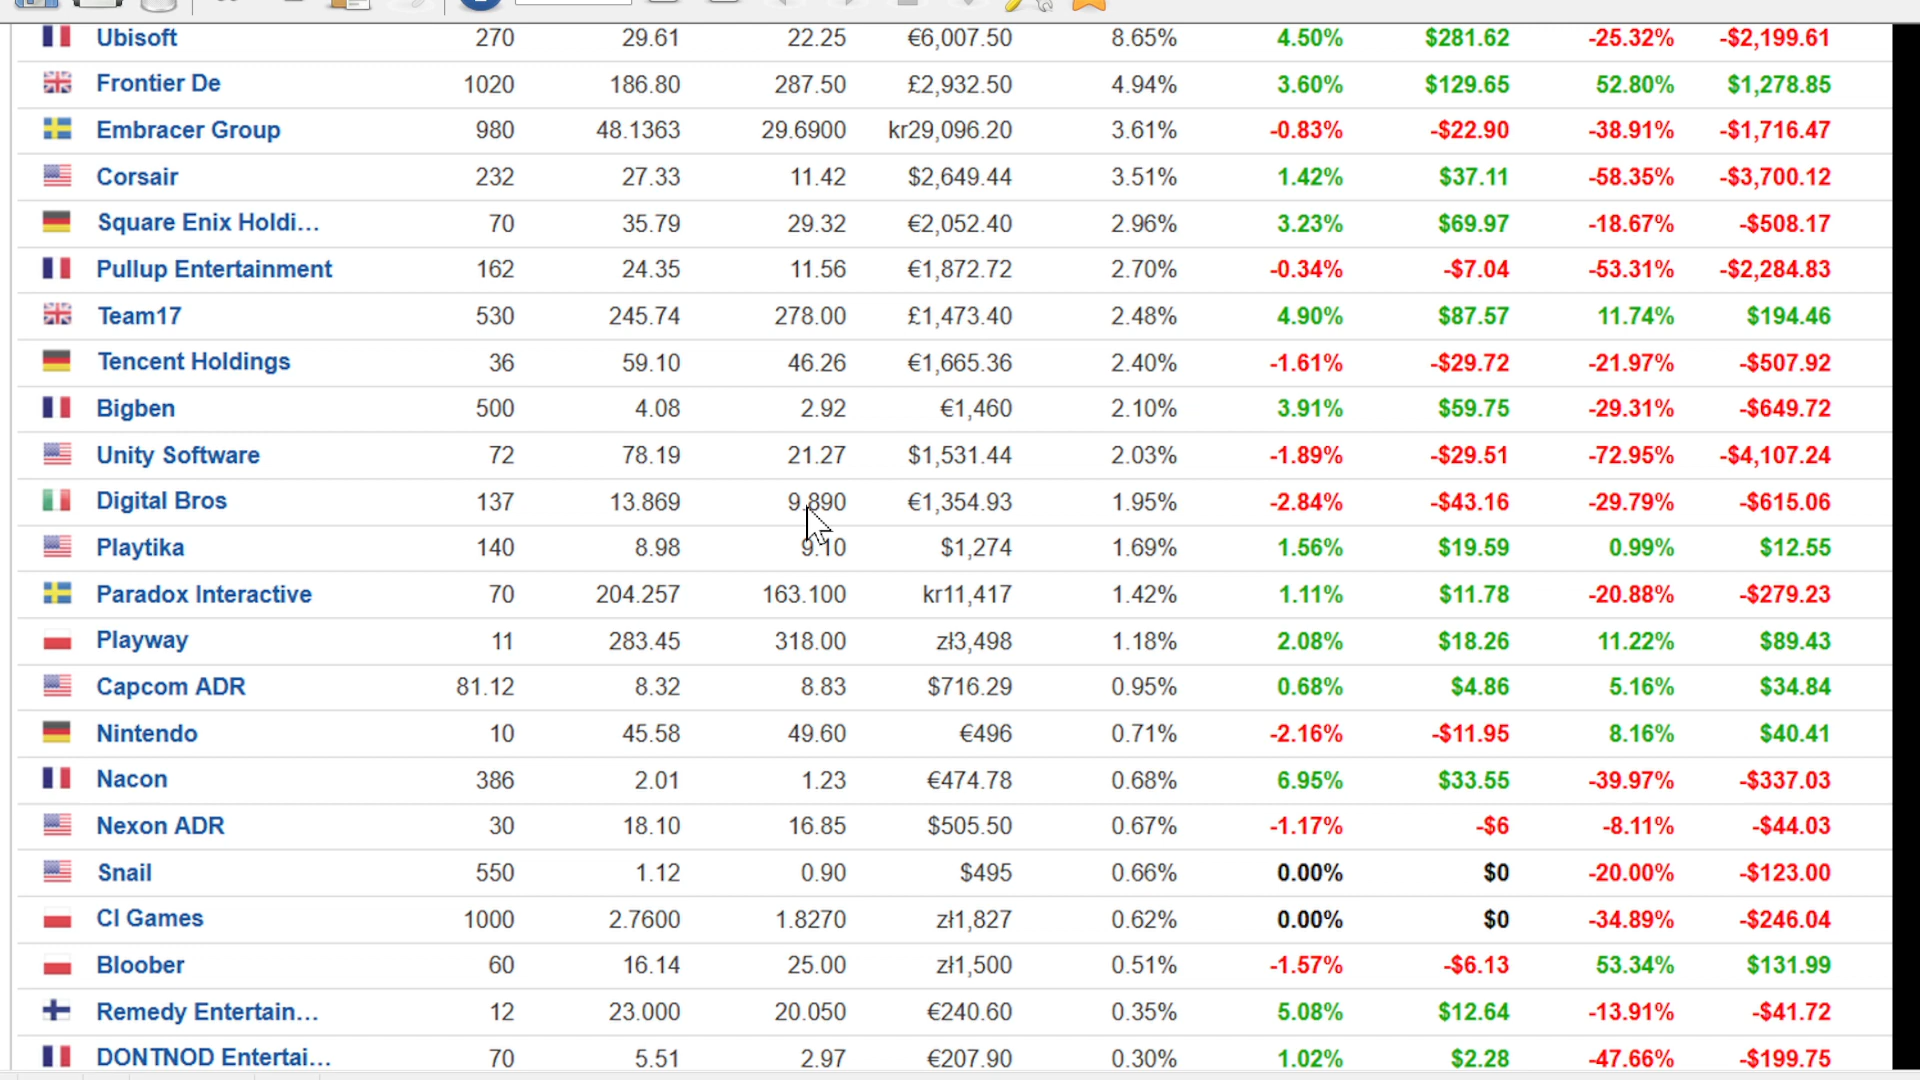 Ubisoft 270 29.61 22.25 €6,007.50 8.65% 4.50% $281.62 -25.32% -$2,199.61
Frontier De 1020 186.80 287.50 £2,932.50 4.94% 3.60% $129.65 52.80% $1,278.85
Embracer Group 980 48.1363 29.6900 kr29,096.20 3.61% -0.83% -$22.90 -38.91% -$1,716.47
Corsair 232 27.33 11.42 $2,649.44 3.51% 1.42% $37.11 -58.35% -$3,700.12
Square Enix Holdi... 70 35.79 29.32 €2,052.40 2.96% 3.23% $69.97 -18.67% -$508.17
Pullup Entertainment 162 24.35 11.56 €1,872.72 2.70% -0.34% -$7.04 -53.31% -$2,284.83
Team17 530 245.74 278.00 £1,473.40 2.48% 4.90% $87.57 11.74% $194.46
Tencent Holdings 36 59.10 46.26 €1,665.36 2.40% -1.61% -$29.72 -21.97% -$507.92
Bigben 500 4.08 2.92 €1,460 2.10% 3.91% $59.75 -29.31% -$649.72
Unity Software 72 78.19 21.27 $1,531.44 2.03% -1.89% -$29.51 -72.95% -$4,107.24
Digital Bros 137 13.869 9.890 €1,354.93 1.95% -2.84% -$43.16 -29.79% -$615.06
Playtika 140 8.98 9.10 $1,274 1.69% 1.56% $19.59 0.99% $12.55
Paradox Interactive 70 204.257 163.100 kr11,417 1.42% 1.11% $11.78 -20.88% -$279.23
Playway 11 283.45 318.00 zł3,498 1.18% 2.08% $18.26 11.22% $89.43
Capcom ADR 81.12 8.32 8.83 $716.29 0.95% 0.68% $4.86 5.16% $34.84
Nintendo 10 45.58 49.60 €496 0.71% -2.16% -$11.95 8.16% $40.41
Nacon 386 2.01 1.23 €474.78 0.68% 6.95% $33.55 -39.97% -$337.03
Nexon ADR 30 18.10 16.85 $505.50 0.67% -1.17% -$6 -8.11% -$44.03
Snail 550 1.12 0.90 $495 0.66% 0.00% $0 -20.00% -$123.00
CI Games 1000 2.7600 1.8270 zł1,827 0.62% 0.00% $0 -34.89% -$246.04
Bloober 60 16.14 25.00 zł1,500 0.51% -1.57% -$6.13 53.34% $131.99
Remedy Entertain... 12 23.000 20.050 €240.60 0.35% 5.08% $12.64 -13.91% -$41.72
DONTNOD Entertai... 70 5.51 2.97 €207.90 0.30% 1.02% $2.28 -47.66% -$199.75